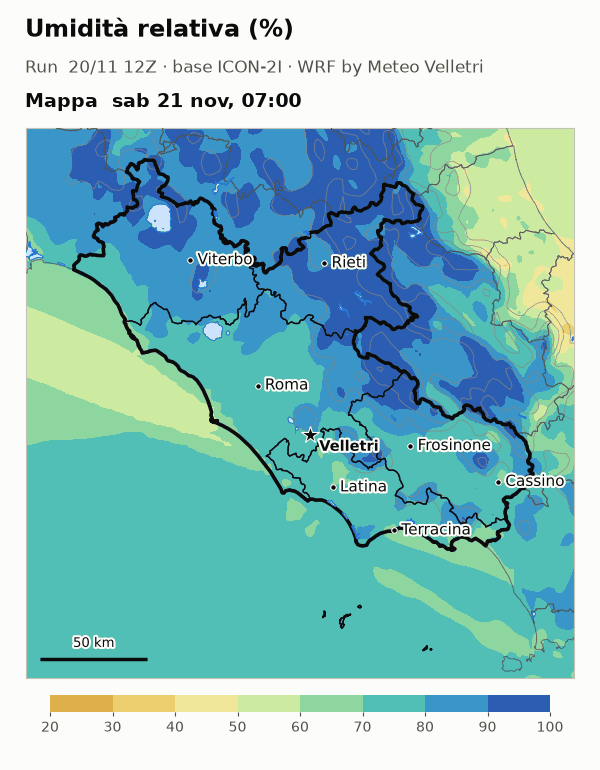 Umidità relativa (%)
Run  20/11 12Z · base ICON-2I · WRF by Meteo Velletri
Mappa  sab 21 nov, 07:00
Viterbo
Rieti
Roma
Velletri
Frosinone
Cassino
Latina
Terracina
50 km
20 30 40 50 60 70 80 90 100